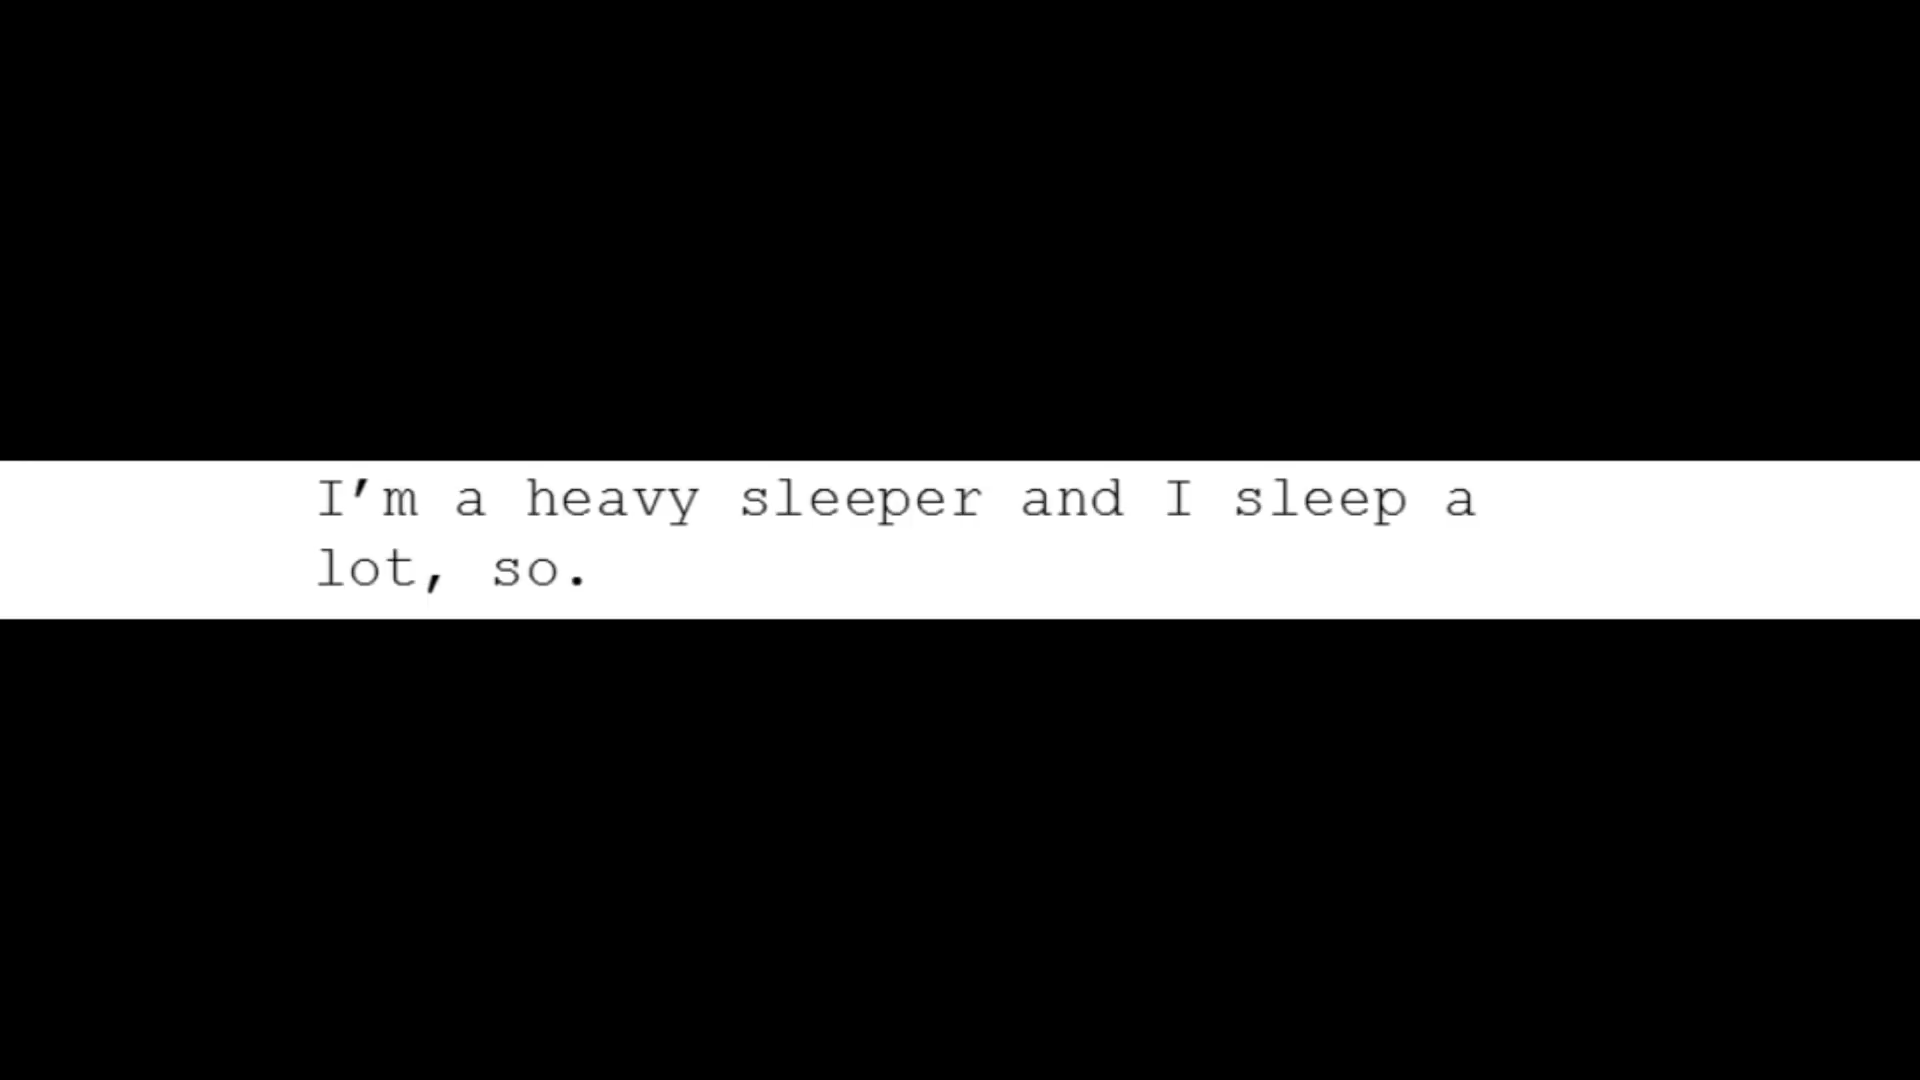 I’m a heavy sleeper and I sleep a
lot, so.